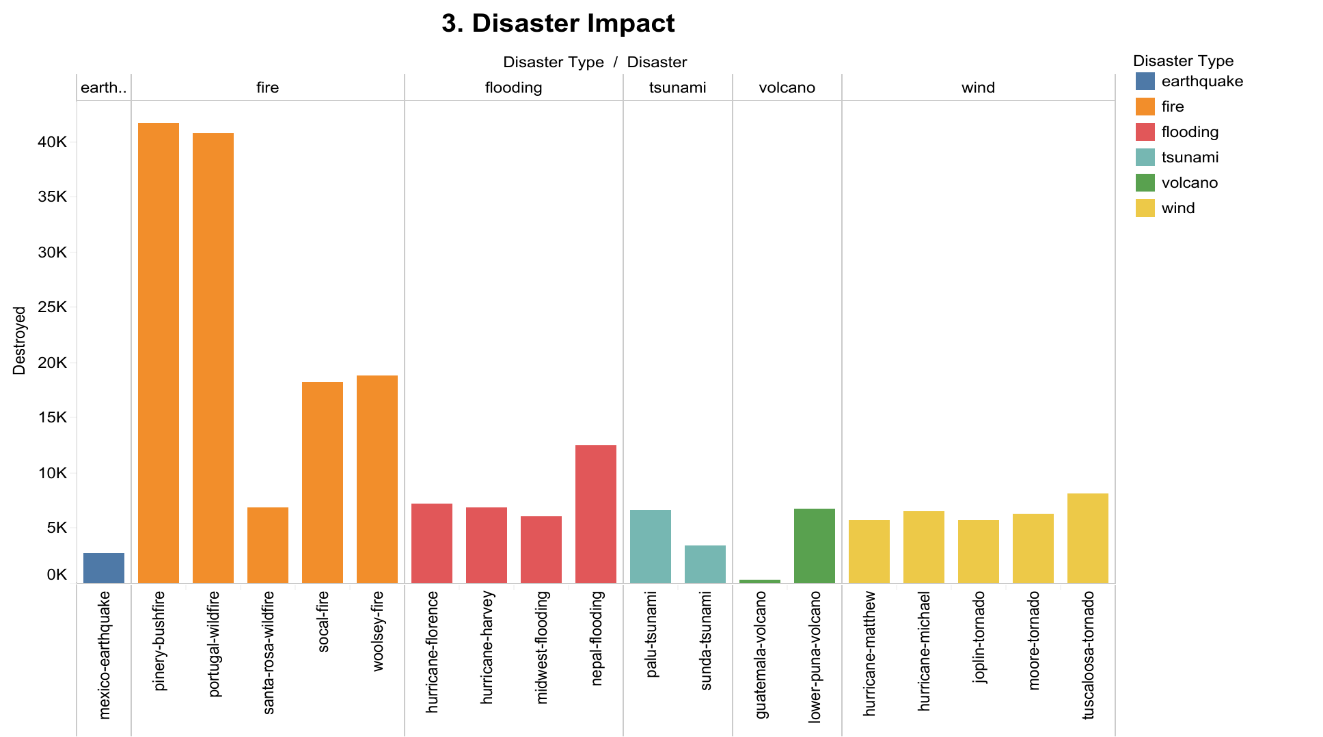 3. Disaster Impact
Disaster Type / Disaster
earth.. fire flooding tsunami volcano wind
Disaster Type
earthquake
fire
flooding
tsunami
volcano
wind
Destroyed
40K
35K
30K
25K
20K
15K
10K
5K
0K
mexico-earthquake
pinery-bushfire
portugal-wildfire
santa-rosa-wildfire
socal-fire
woolsey-fire
hurricane-florence
hurricane-harvey
midwest-flooding
nepal-flooding
palu-tsunami
sunda-tsunami
guatemala-volcano
lower-puna-volcano
hurricane-matthew
hurricane-michael
joplin-tornado
moore-tornado
tuscaloosa-tornado